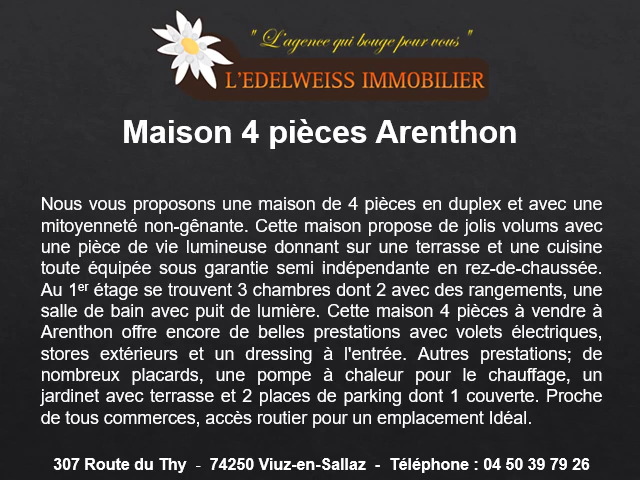 " L'agence qui bouge pour vous "
L'EDELWEISS IMMOBILIER
Maison 4 pièces Arenthon
Nous vous proposons une maison de 4 pièces en duplex et avec une
mitoyenneté non-gênante. Cette maison propose de jolis volums avec
une pièce de vie lumineuse donnant sur une terrasse et une cuisine
toute équipée sous garantie semi indépendante en rez-de-chaussée.
Au 1er étage se trouvent 3 chambres dont 2 avec des rangements, une
salle de bain avec puit de lumière. Cette maison 4 pièces à vendre à
Arenthon offre encore de belles prestations avec volets électriques,
stores extérieurs et un dressing à l'entrée. Autres prestations; de
nombreux placards, une pompe à chaleur pour le chauffage, un
jardinet avec terrasse et 2 places de parking dont 1 couverte. Proche
de tous commerces, accès routier pour un emplacement Idéal.
307 Route du Thy - 74250 Viuz-en-Sallaz - Téléphone : 04 50 39 79 26